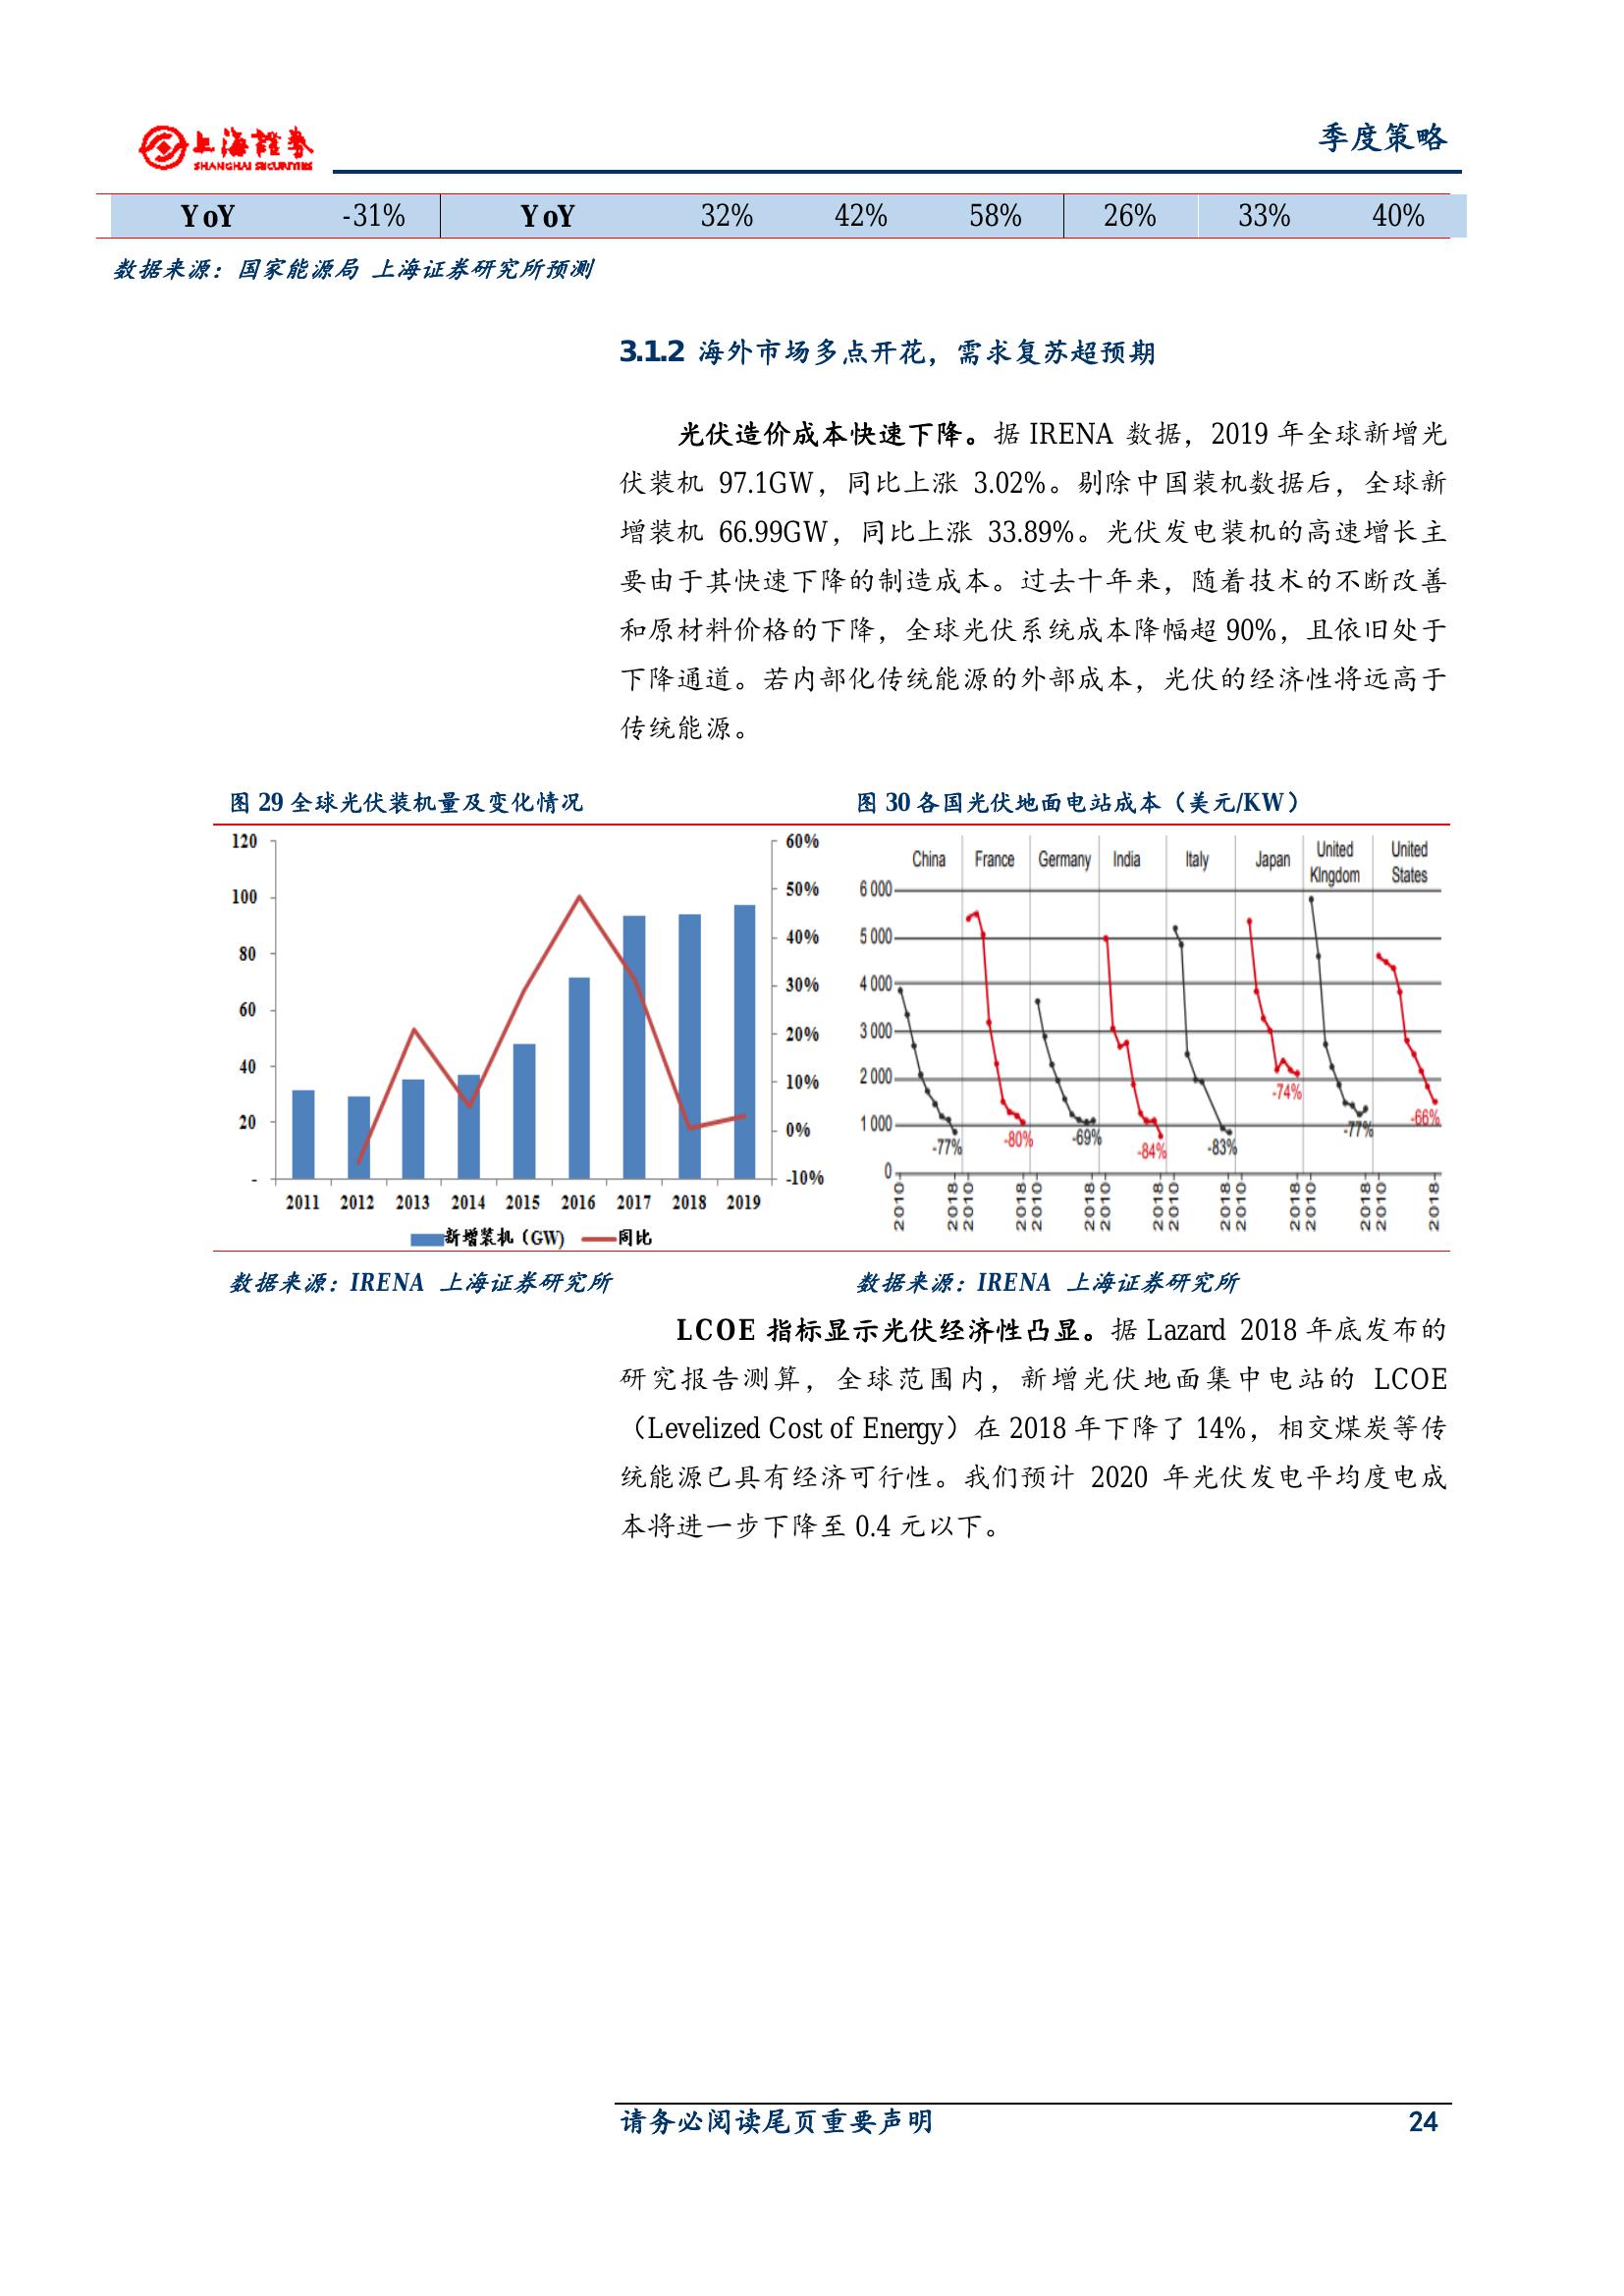 上海證券
SHANGHAI SECURITIES
季度策略
YoY -31% YoY 32% 42% 58% 26% 33% 40%
数据来源：国家能源局 上海证券研究所预测
3.1.2 海外市场多点开花，需求复苏超预期
光伏造价成本快速下降。据 IRENA 数据，2019 年全球新增光
伏装机 97.1GW，同比上涨 3.02%。剔除中国装机数据后，全球新
增装机 66.99GW，同比上涨 33.89%。光伏发电装机的高速增长主
要由于其快速下降的制造成本。过去十年来，随着技术的不断改善
和原材料价格的下降，全球光伏系统成本降幅超 90%，且依旧处于
下降通道。若内部化传统能源的外部成本，光伏的经济性将远高于
传统能源。
图 29 全球光伏装机量及变化情况
120
100
80
60
40
20
-
60%
50%
40%
30%
20%
10%
0%
-10%
2011 2012 2013 2014 2015 2016 2017 2018 2019
新增装机（GW） 同比
数据来源：IRENA 上海证券研究所
图 30 各国光伏地面电站成本（美元/KW）
China France Germany India Italy Japan United KIngdom United States
6 000
5 000
4 000
3 000
2 000
1 000
0
-77% -80% -69% -84% -83% -74% -77% -66%
2010 2018 2010 2018 2010 2018 2010 2018 2010 2018 2010 2018 2010 2018 2010 2018
数据来源：IRENA 上海证券研究所
LCOE 指标显示光伏经济性凸显。据 Lazard 2018 年底发布的
研究报告测算，全球范围内，新增光伏地面集中电站的 LCOE
（Levelized Cost of Energy）在 2018 年下降了 14%，相交煤炭等传
统能源已具有经济可行性。我们预计 2020 年光伏发电平均度电成
本将进一步下降至 0.4 元以下。
请务必阅读尾页重要声明 24